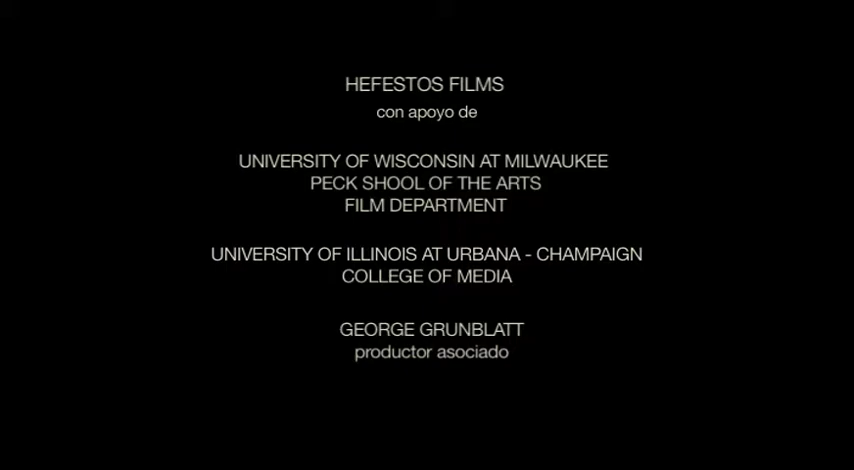 HEFESTOS FILMS
con apoyo de
UNIVERSITY OF WISCONSIN AT MILWAUKEE
PECK SHOOL OF THE ARTS
FILM DEPARTMENT
UNIVERSITY OF ILLINOIS AT URBANA - CHAMPAIGN
COLLEGE OF MEDIA
GEORGE GRUNBLATT
productor asociado